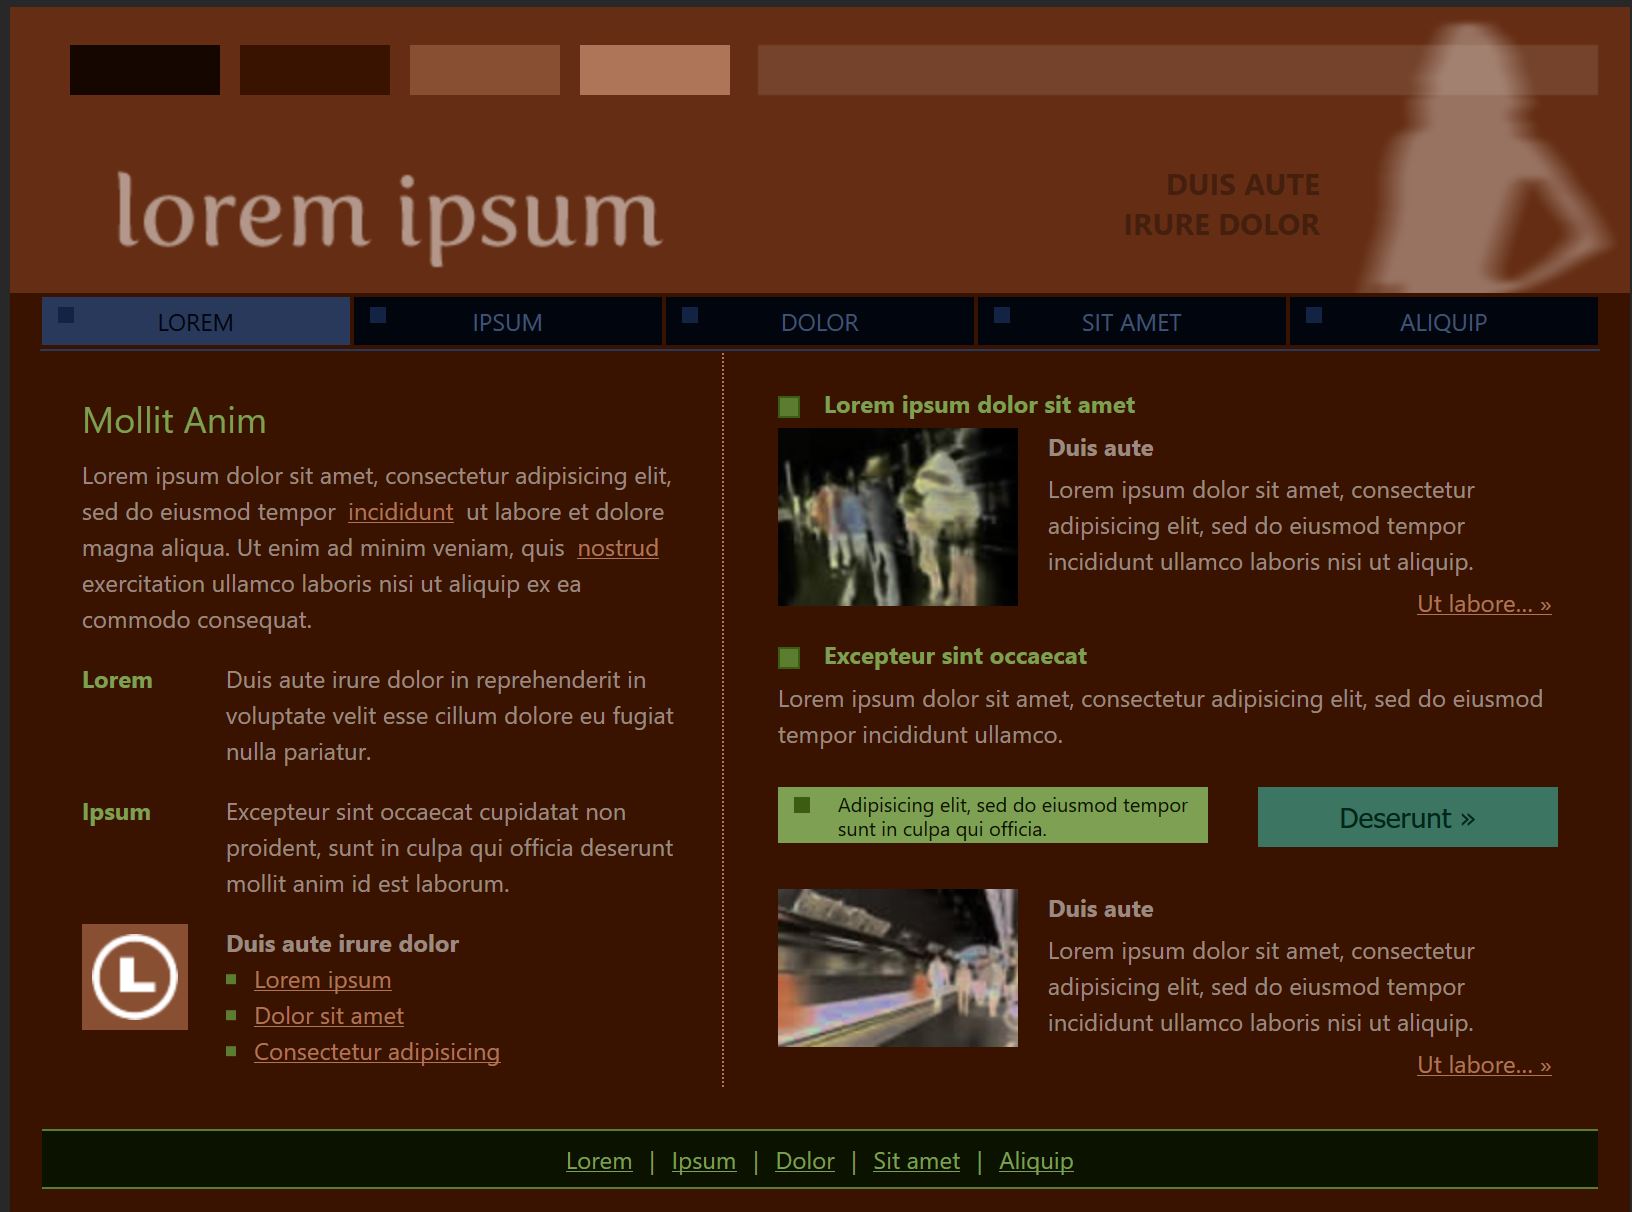 lorem ipsum
DUIS AUTE
IRURE DOLOR
LOREM
IPSUM
DOLOR
SIT AMET
ALIQUIP
Mollit Anim
Lorem ipsum dolor sit amet, consectetur adipisicing elit,
sed do eiusmod tempor incididunt ut labore et dolore
magna aliqua. Ut enim ad minim veniam, quis nostrud
exercitation ullamco laboris nisi ut aliquip ex ea
commodo consequat.
Lorem
Duis aute irure dolor in reprehenderit in
voluptate velit esse cillum dolore eu fugiat
nulla pariatur.
Ipsum
Excepteur sint occaecat cupidatat non
proident, sunt in culpa qui officia deserunt
mollit anim id est laborum.
L
Duis aute irure dolor
Lorem ipsum
Dolor sit amet
Consectetur adipisicing
Lorem ipsum dolor sit amet
Duis aute
Lorem ipsum dolor sit amet, consectetur
adipisicing elit, sed do eiusmod tempor
incididunt ullamco laboris nisi ut aliquip.
Ut labore... »
Excepteur sint occaecat
Lorem ipsum dolor sit amet, consectetur adipisicing elit, sed do eiusmod
tempor incididunt ullamco.
Adipisicing elit, sed do eiusmod tempor
sunt in culpa qui officia.
Deserunt »
Duis aute
Lorem ipsum dolor sit amet, consectetur
adipisicing elit, sed do eiusmod tempor
incididunt ullamco laboris nisi ut aliquip.
Ut labore... »
Lorem | Ipsum | Dolor | Sit amet | Aliquip